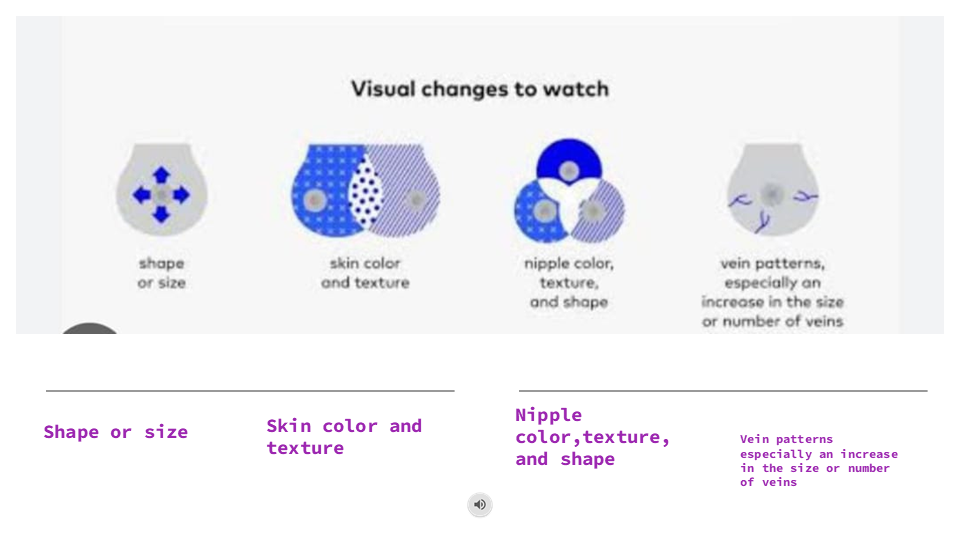 Visual changes to watch
shape
or size
skin color
and texture
nipple color,
texture,
and shape
vein patterns,
especially an
increase in the size
or number of veins
Shape or size
Skin color and
texture
Nipple
color,texture,
and shape
Vein patterns
especially an increase
in the size or number
of veins